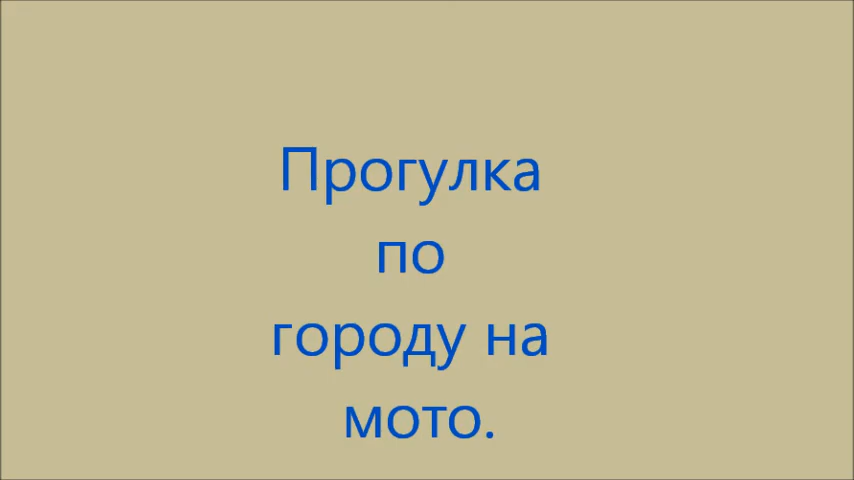 Прогулка
по
городу на
мото.